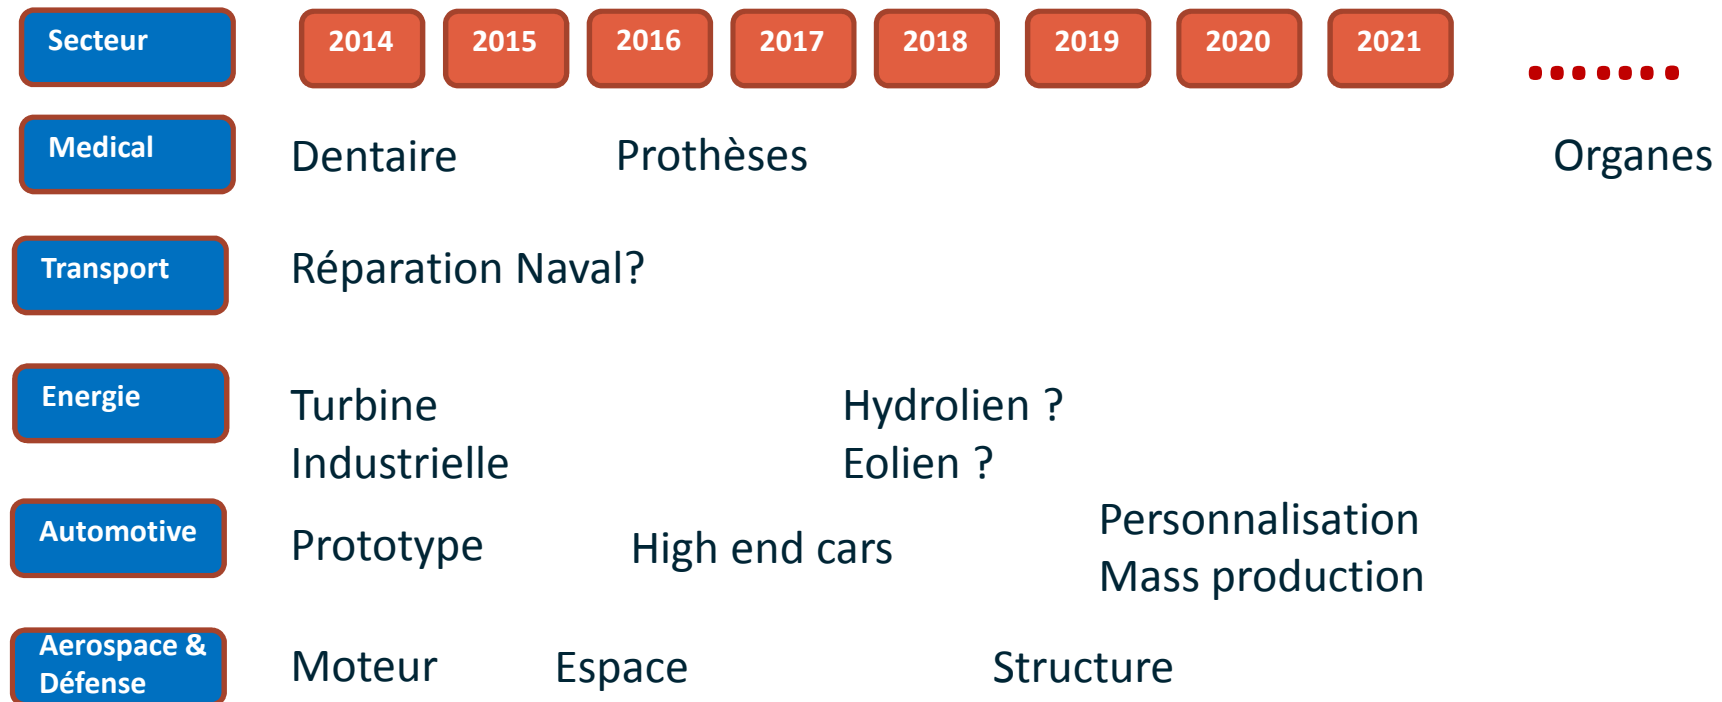 Secteur 2014 2015 2016 2017 2018 2019 2020 2021 .......
Medical Dentaire Prothèses Organes
Transport Réparation Naval?
Energie Turbine Hydrolien ?
Industrielle Eolien ?
Automotive Prototype High end cars Personnalisation
Mass production
Aerospace & Moteur Espace Structure
Défense